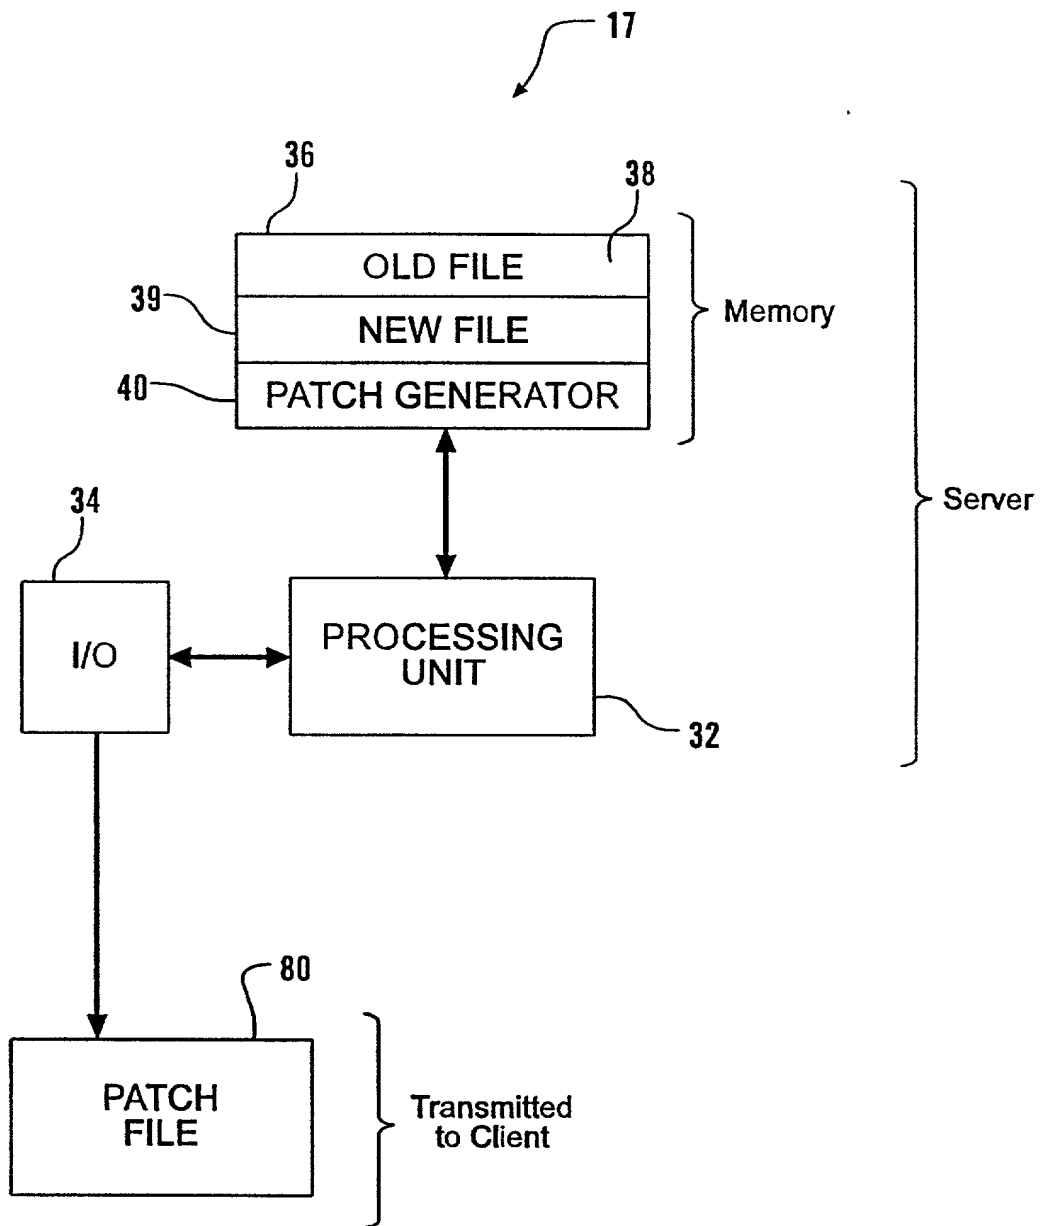 17
36
38
OLD FILE
39
NEW FILE
Memory
40
PATCH GENERATOR
34
Server
I/O
PROCESSING
UNIT
32
80
PATCH
FILE
Transmitted
to Client